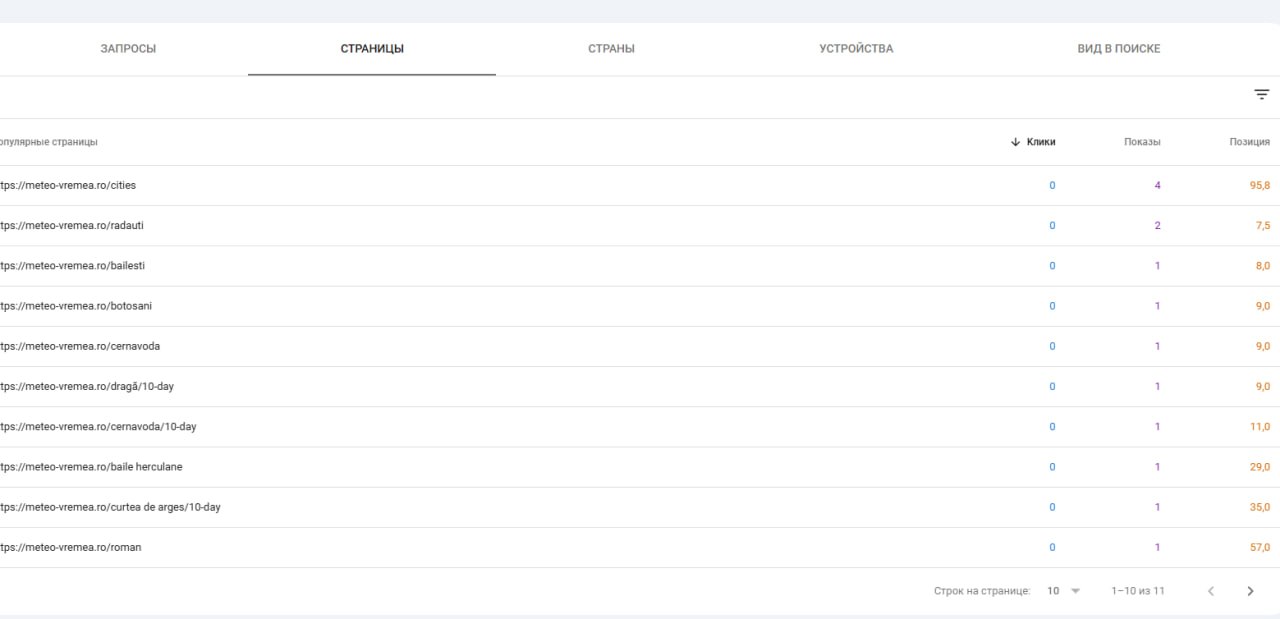 ЗАПРОСЫ СТРАНИЦЫ СТРАНЫ УСТРОЙСТВА ВИД В ПОИСКЕ
опулярные страницы Клики Показы Позиция
tps://meteo-vremea.ro/cities 0 4 95,8
tps://meteo-vremea.ro/radauti 0 2 7,5
tps://meteo-vremea.ro/bailesti 0 1 8,0
tps://meteo-vremea.ro/botosani 0 1 9,0
tps://meteo-vremea.ro/cernavoda 0 1 9,0
tps://meteo-vremea.ro/dragă/10-day 0 1 9,0
tps://meteo-vremea.ro/cernavoda/10-day 0 1 11,0
tps://meteo-vremea.ro/baile herculane 0 1 29,0
tps://meteo-vremea.ro/curtea de arges/10-day 0 1 35,0
tps://meteo-vremea.ro/roman 0 1 57,0
Строк на странице: 10 1–10 из 11